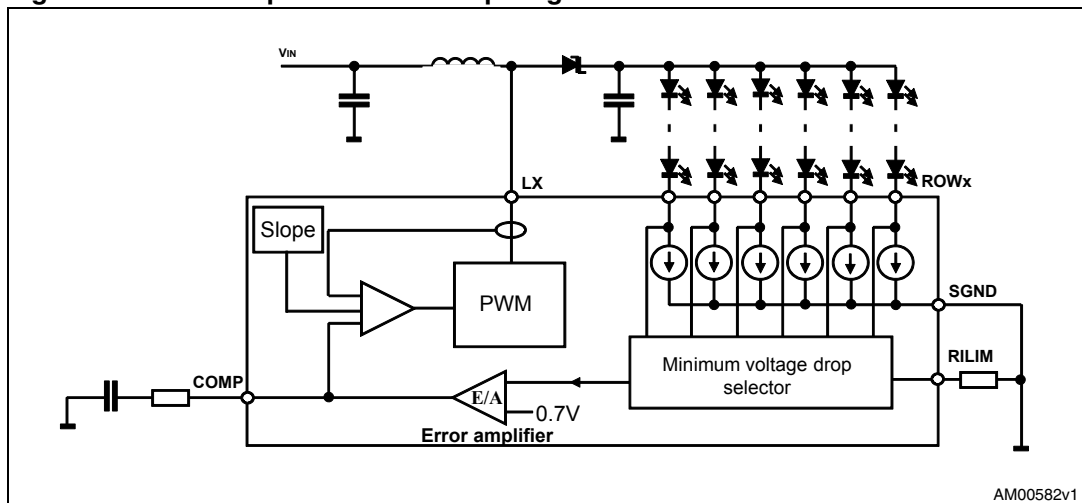 VIN
LX
ROWx
Slope
PWM
SGND
Minimum voltage drop
selector
RILIM
COMP
E/A
0.7V
Error amplifier
AM00582v1